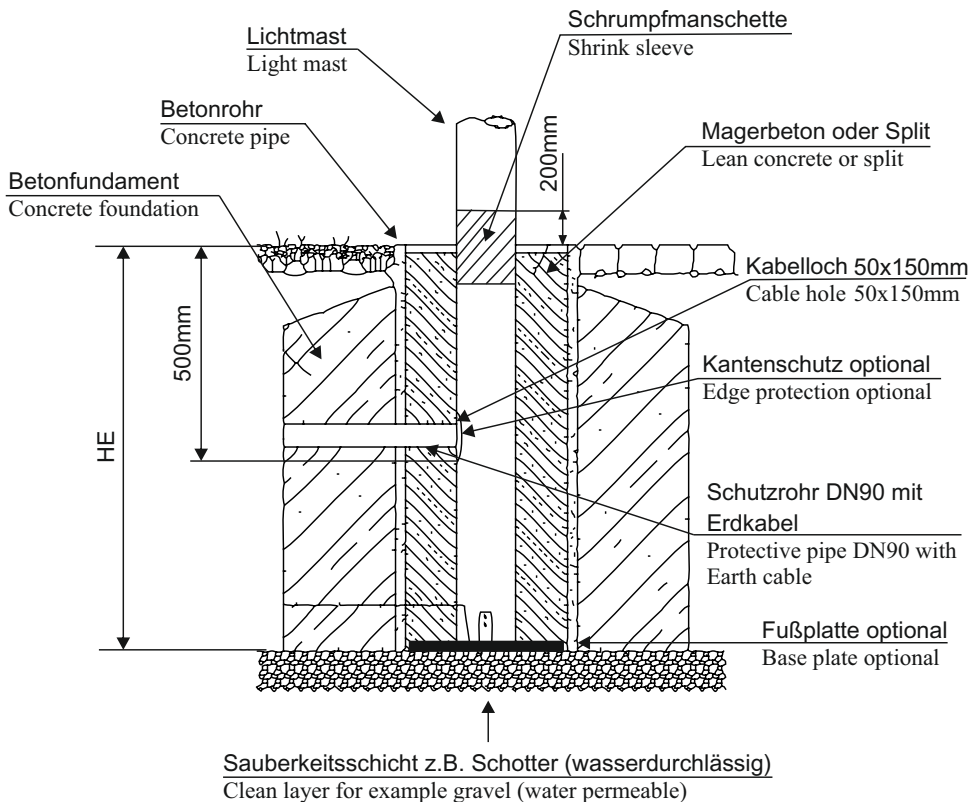 Schrumpfmanschette
Shrink sleeve
Lichtmast
Light mast
Betonrohr
Concrete pipe
200mm
Magerbeton oder Split
Lean concrete or split
Betonfundament
Concrete foundation
Kabelloch 50x150mm
Cable hole 50x150mm
500mm
Kantenschutz optional
Edge protection optional
HE
Schutzrohr DN90 mit
Erdkabel
Protective pipe DN90 with
Earth cable
Fußplatte optional
Base plate optional
Sauberkeitsschicht z.B. Schotter (wasserdurchlässig)
Clean layer for example gravel (water permeable)